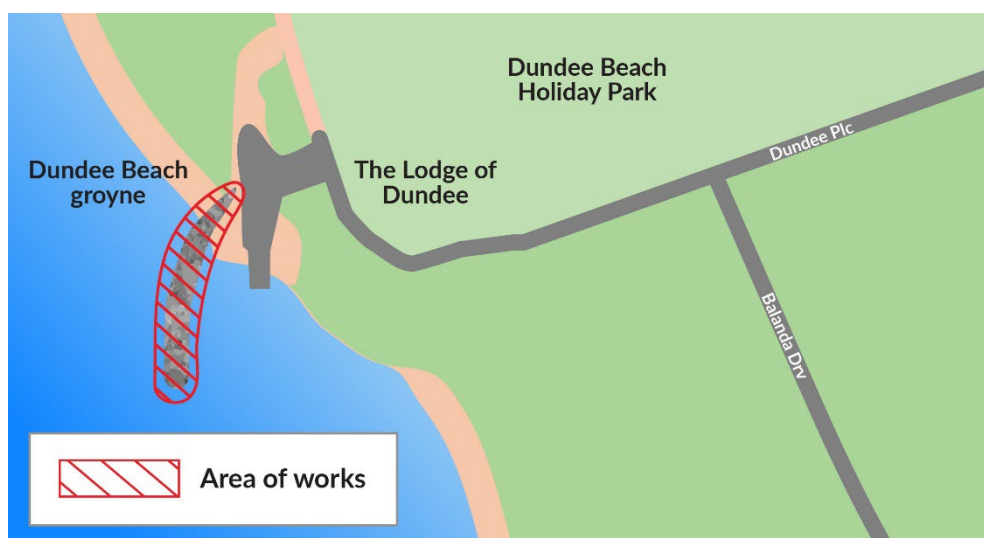 Dundee Beach
Holiday Park
Dundee Plc
Dundee Beach
groyne
The Lodge of
Dundee
Balanda Drv
Area of works